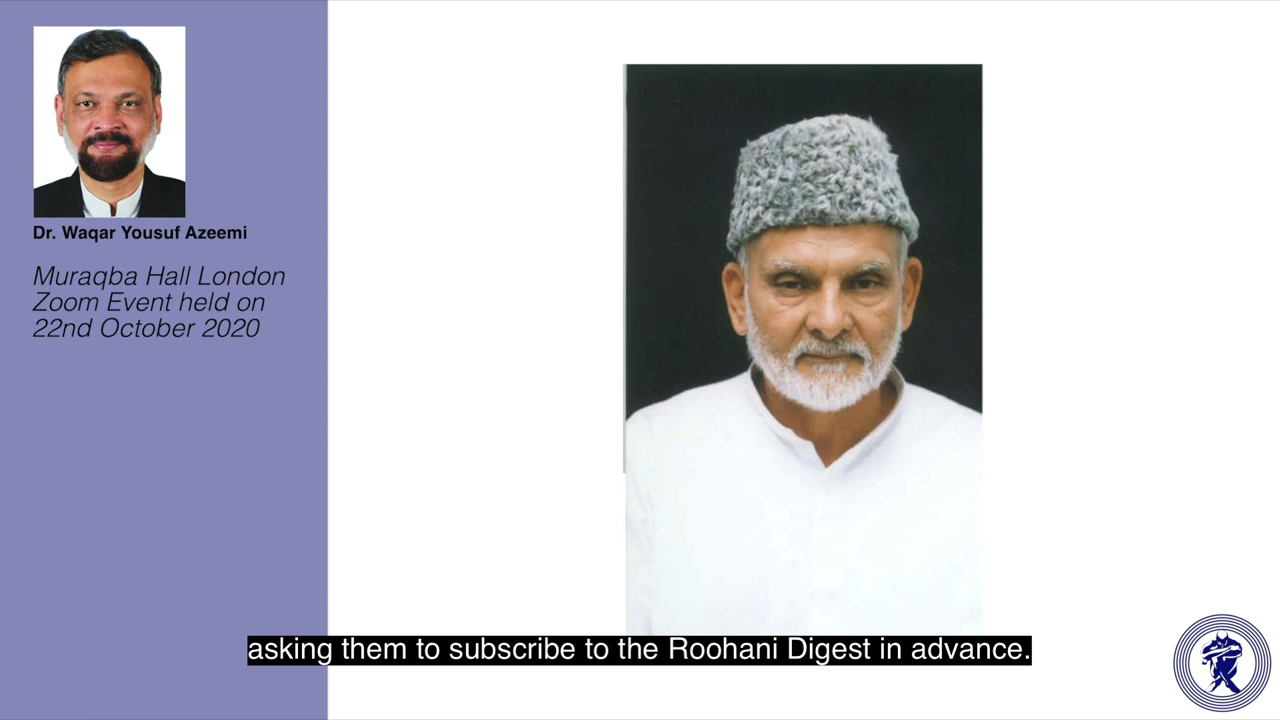 Dr. Waqar Yousuf Azeemi
Muraqba Hall London
Zoom Event held on
22nd October 2020
asking them to subscribe to the Roohani Digest in advance.